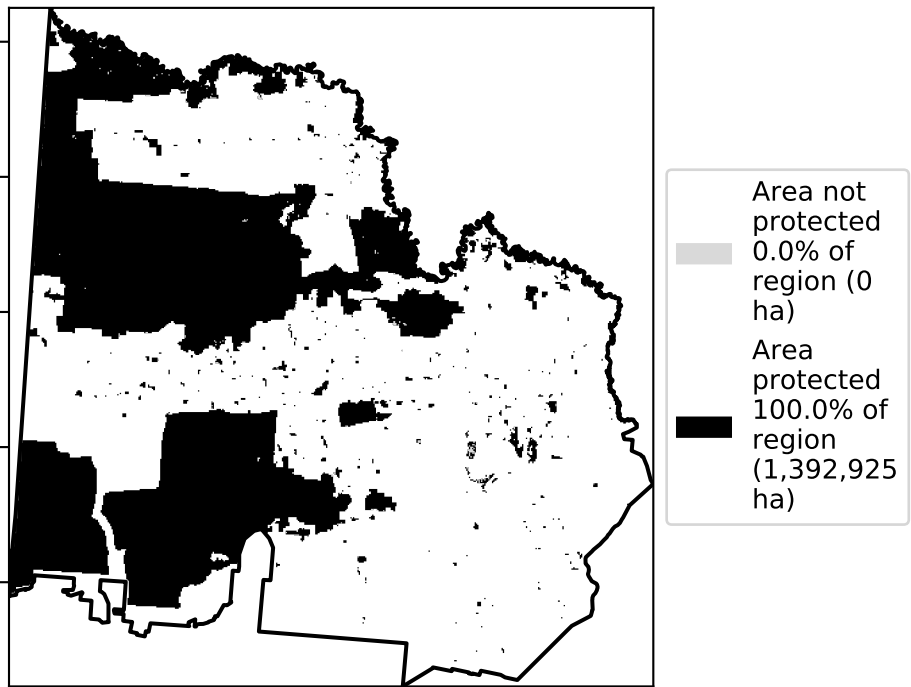 Area not
protected
0.0% of
region (0
ha)
Area
protected
100.0% of
region
(1,392,925
ha)